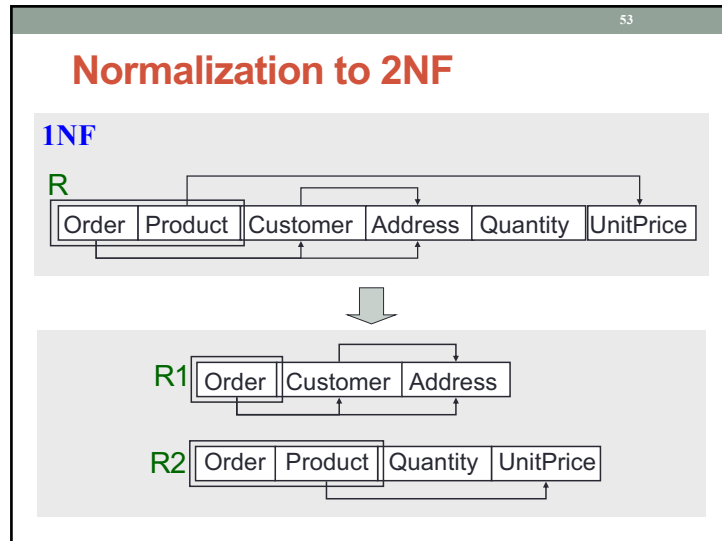 53
Normalization to 2NF
1NF
R
Order Product Customer Address Quantity UnitPrice
R1 Order Customer Address
R2 Order Product Quantity UnitPrice